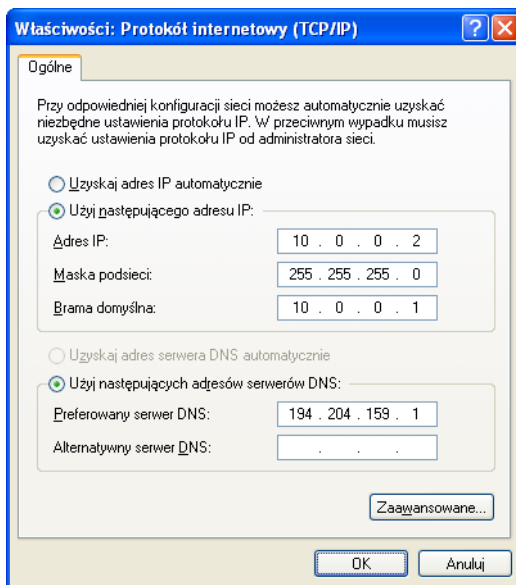 Właściwości: Protokół internetowy (TCP/IP)
Ogólne
Przy odpowiedniej konfiguracji sieci możesz automatycznie uzyskać
niezbędne ustawienia protokołu IP. W przeciwnym wypadku musisz
uzyskać ustawienia protokołu IP od administratora sieci.
Uzyskaj adres IP automatycznie
Użyj następującego adresu IP:
Adres IP: 10 . 0 . 0 . 2
Maska podsieci: 255 . 255 . 255 . 0
Brama domyślna: 10 . 0 . 0 . 1
Uzyskaj adres serwera DNS automatycznie
Użyj następujących adresów serwerów DNS:
Preferowany serwer DNS: 194 . 204 . 159 . 1
Alternatywny serwer DNS: . . .
Zaawansowane...
OK Anuluj